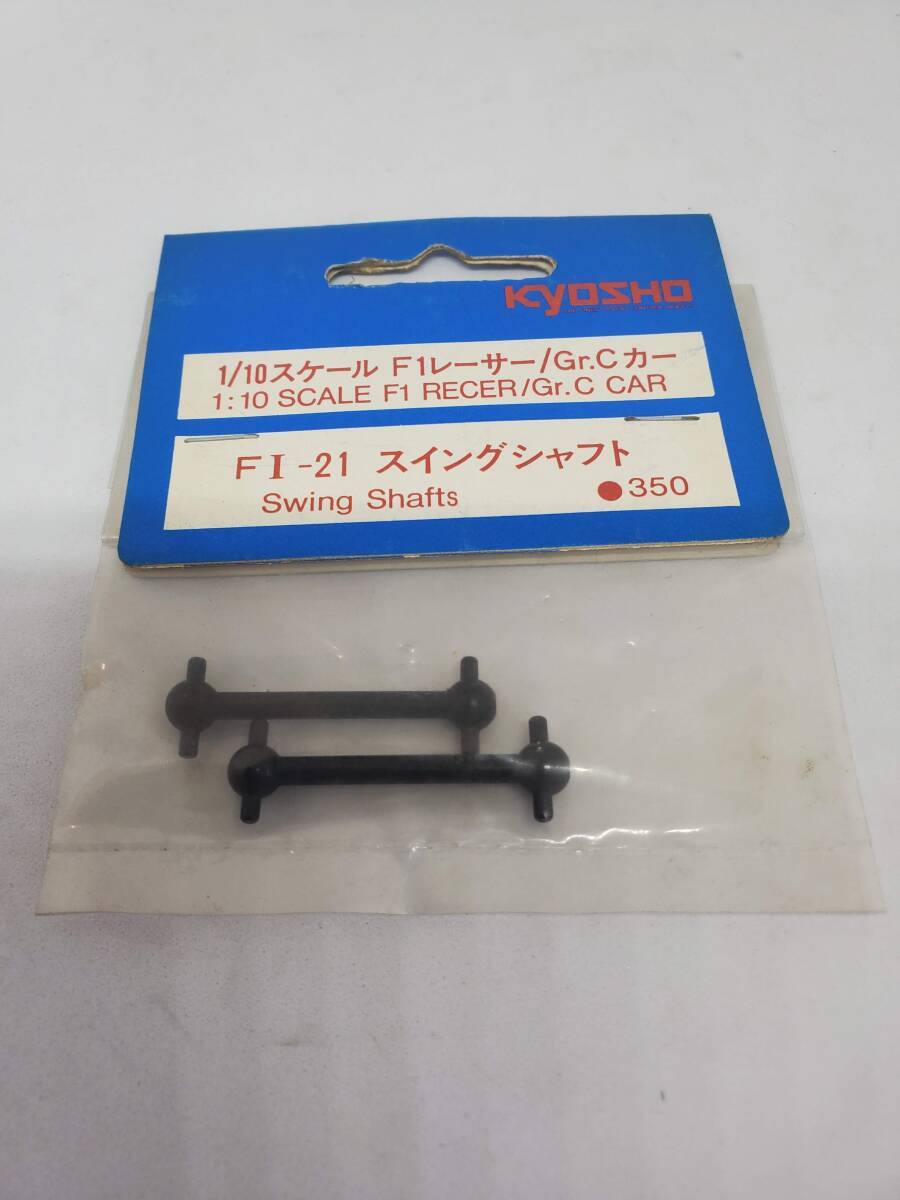 KYOSHO
1/10スケール F1レーサー/Gr.Cカー
1:10 SCALE F1 RECER/Gr.C CAR
FI-21 スイングシャフト
Swing Shafts ●350